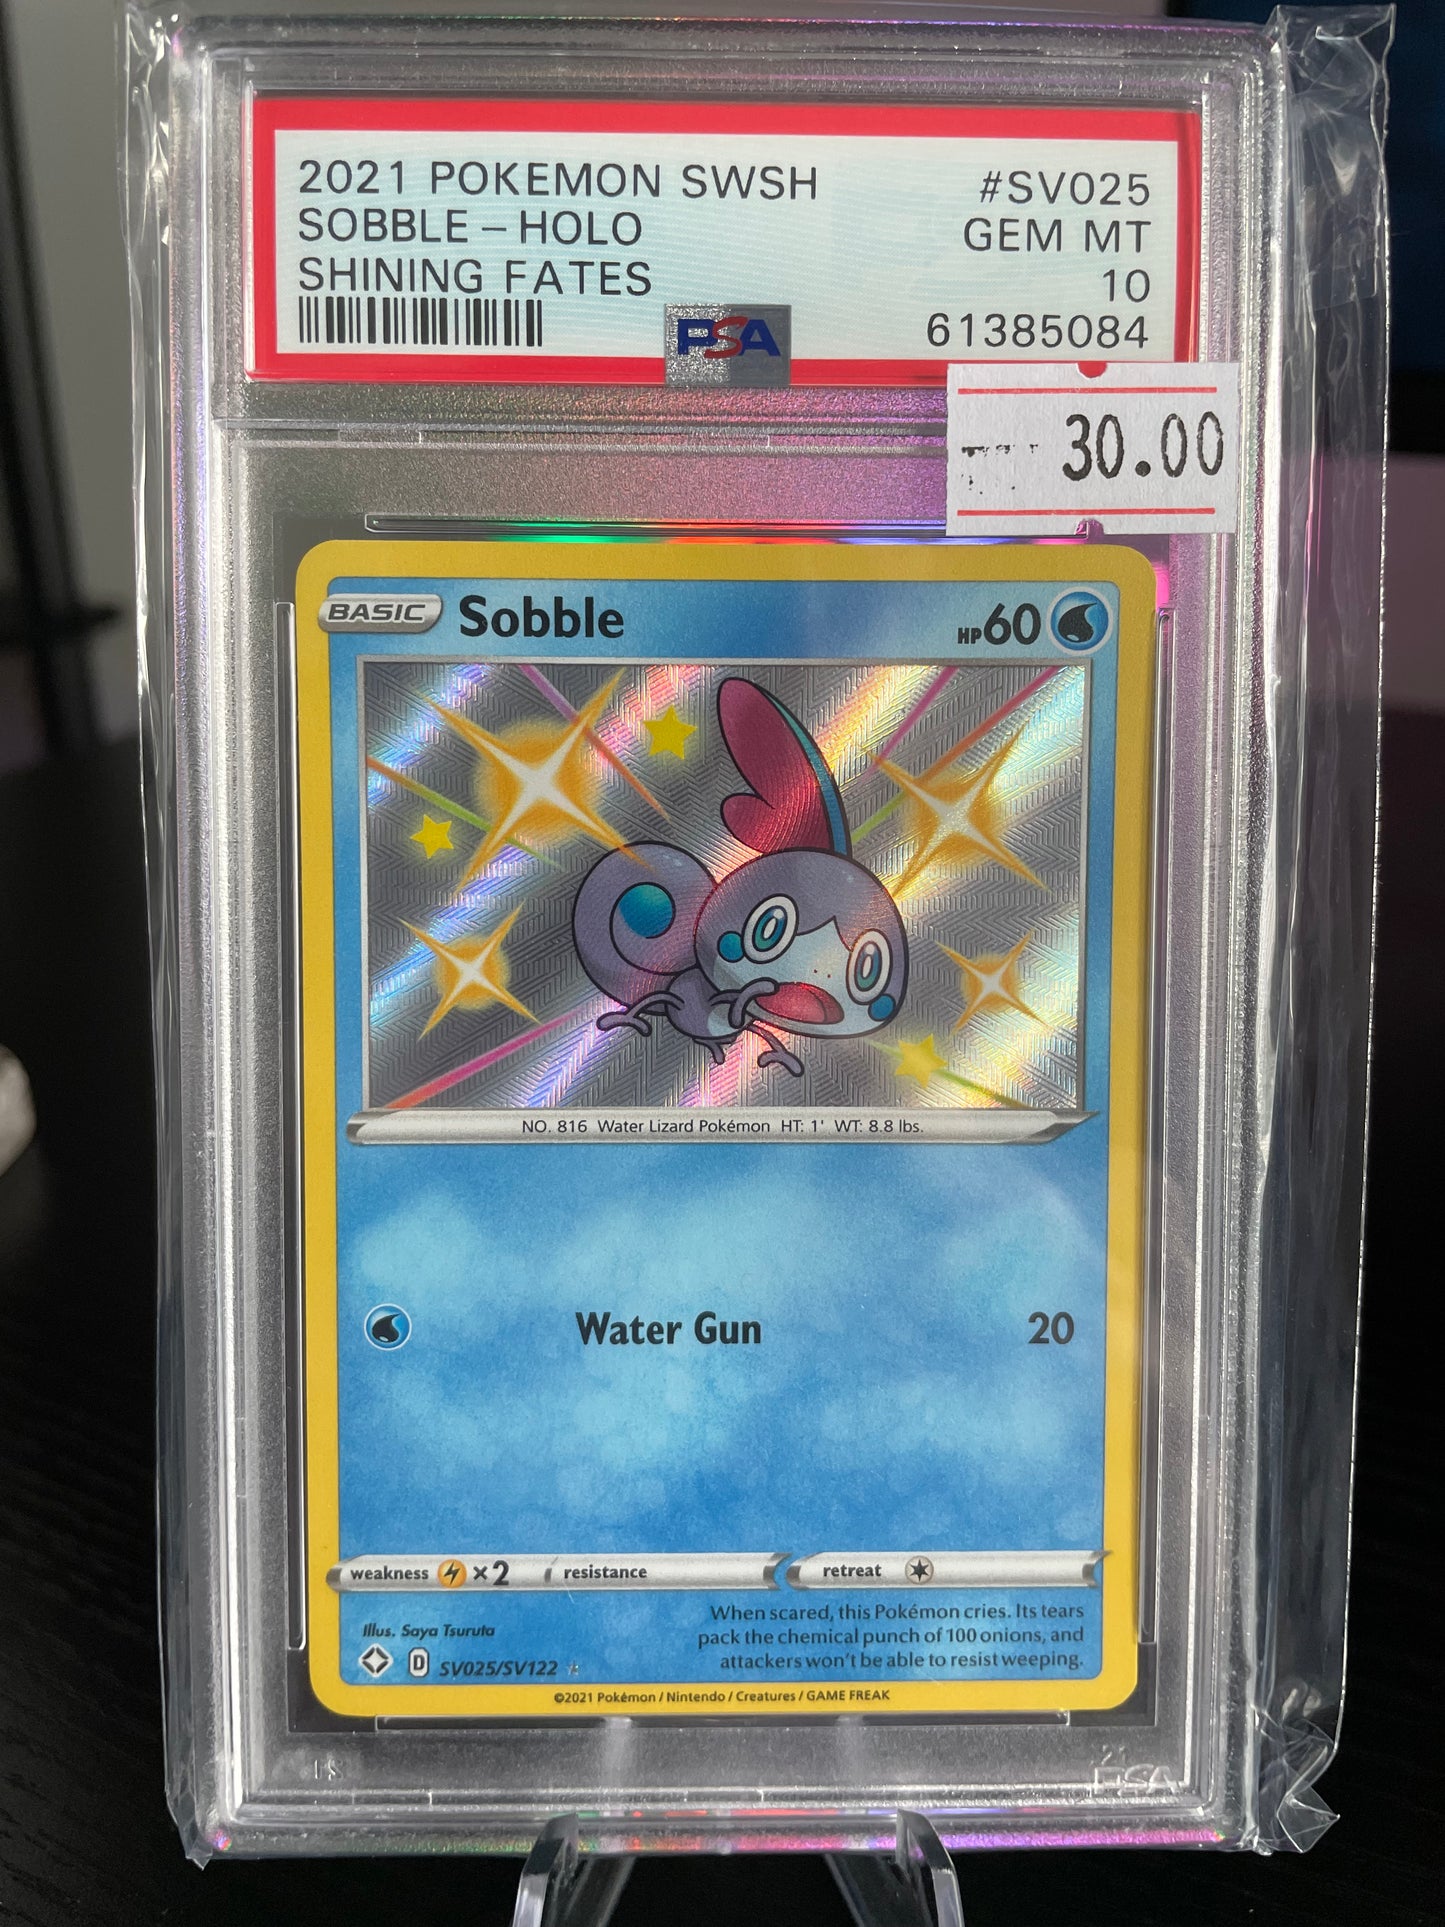 2021 POKEMON SWSH #SV025
SOBBLE – HOLO GEM MT
SHINING FATES 10
PSA 61385084
30.00
BASIC Sobble HP60
NO. 816 Water Lizard Pokémon HT: 1' WT: 8.8 lbs.
Water Gun 20
weakness ×2 resistance retreat
When scared, this Pokémon cries. Its tears
pack the chemical punch of 100 onions, and
attackers won't be able to resist weeping.
Illus. Saya Tsuruta
D SV025/SV122
©2021 Pokémon / Nintendo / Creatures / GAME FREAK
PSA